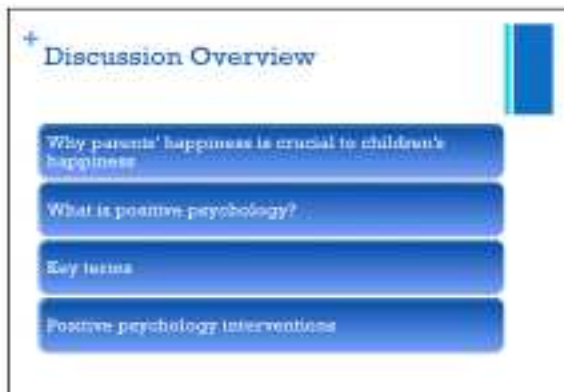 +
Discussion Overview
Why parents' happiness is crucial to children's
happiness
What is positive psychology?
Key terms
Positive psychology interventions